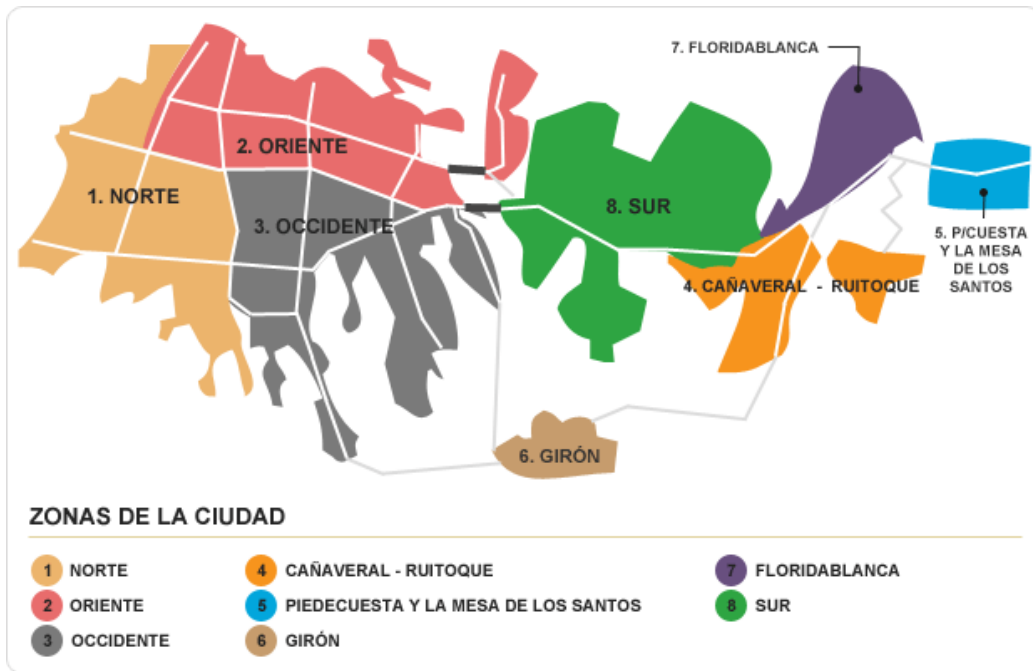 7. FLORIDABLANCA
2. ORIENTE
1. NORTE
3. OCCIDENTE
8. SUR
5. P/CUESTA
Y LA MESA
DE LOS
SANTOS
4. CAÑAVERAL - RUITOQUE
6. GIRÓN
ZONAS DE LA CIUDAD
1 NORTE
2 ORIENTE
3 OCCIDENTE
4 CAÑAVERAL - RUITOQUE
5 PIEDECUESTA Y LA MESA DE LOS SANTOS
6 GIRÓN
7 FLORIDABLANCA
8 SUR